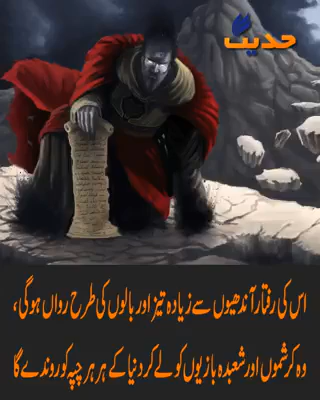 حدیث
اس کی رفتار آندھیوں سے زیادہ تیز اور بالوں کی طرح رواں ہوگی،
وہ کرشموں اور شعبدہ بازیوں کو لے کر دنیا کے ہر ہر چپہ کو روندے گا